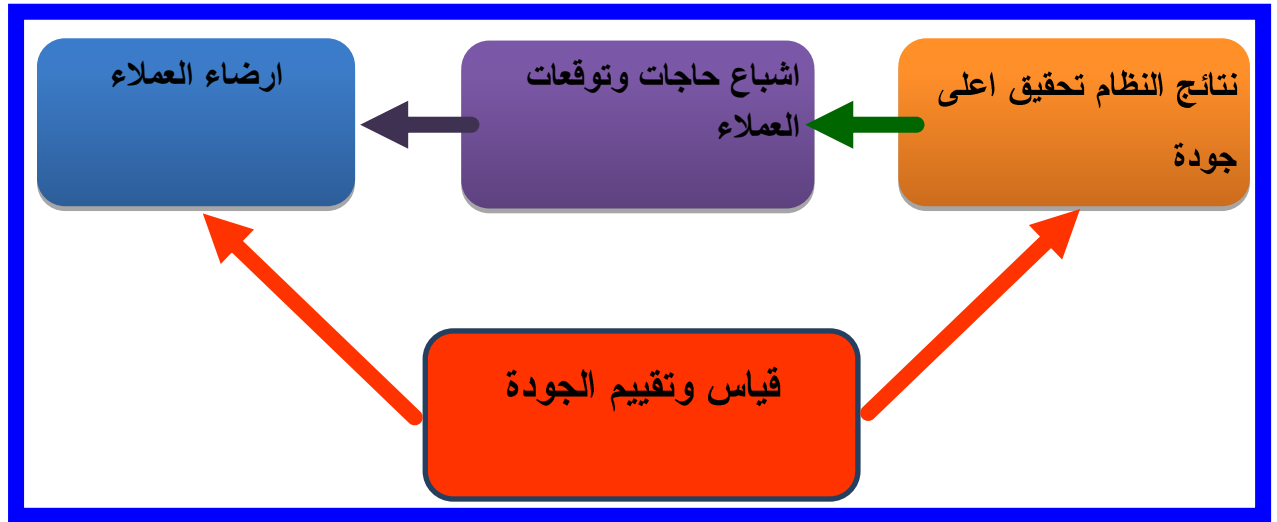 نتائج النظام تحقيق اعلى
جودة
اشباع حاجات وتوقعات
العملاء
ارضاء العملاء
قياس وتقييم الجودة